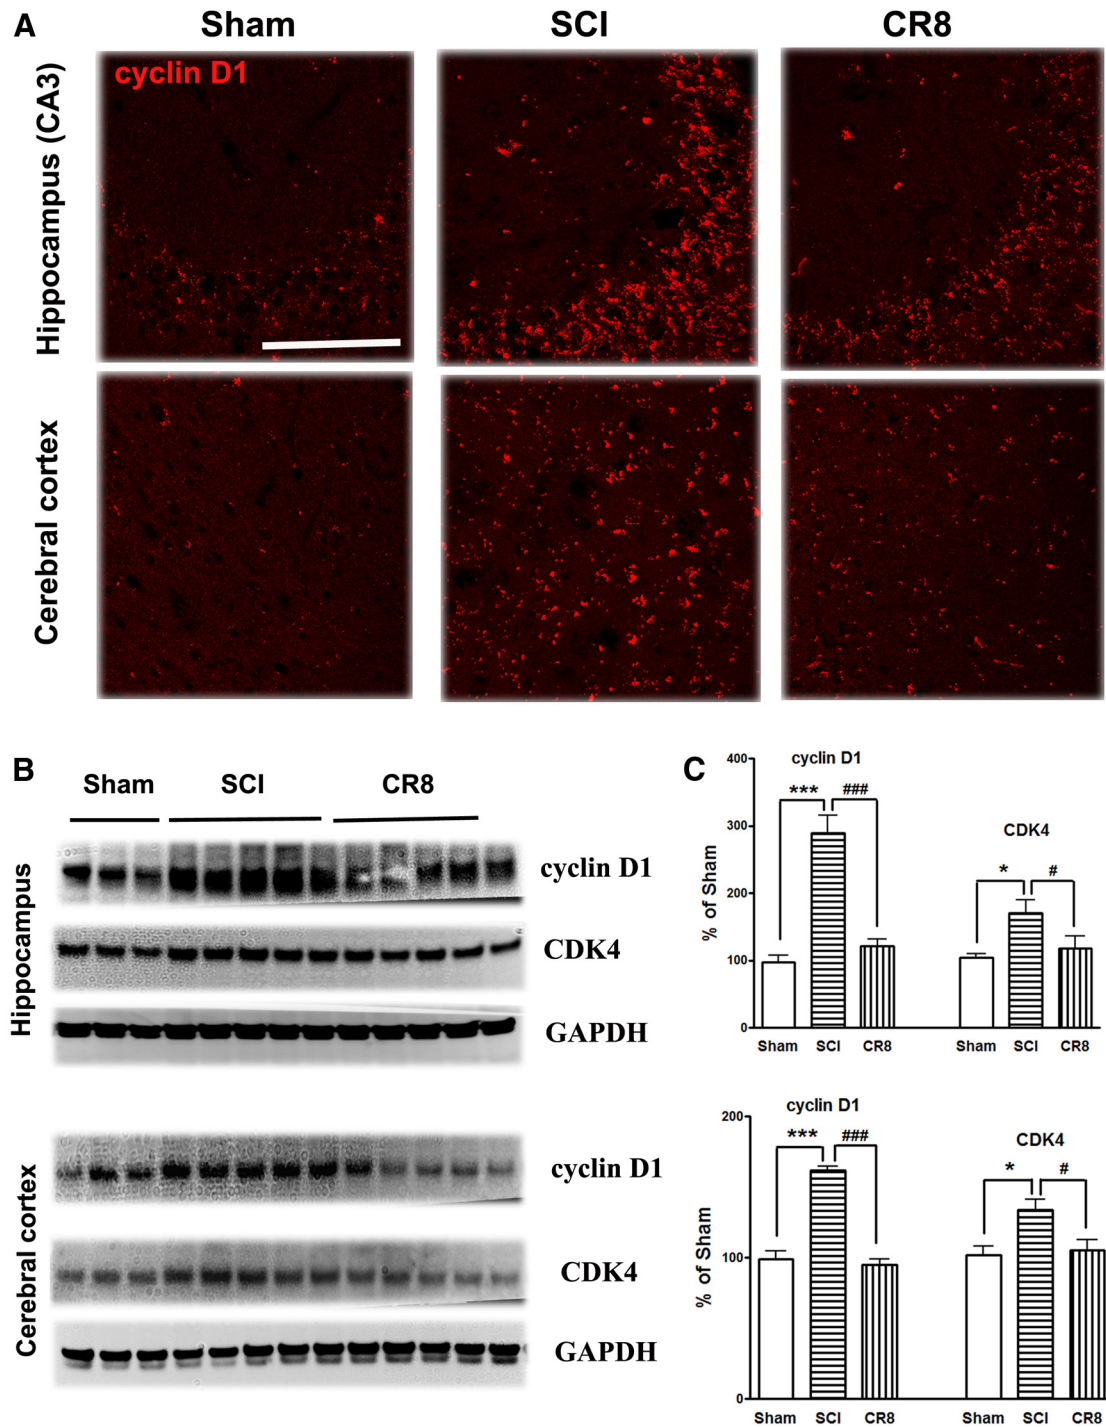 A
Sham
SCI
CR8
cyclin D1
Hippocampus (CA3)
Cerebral cortex
B
Sham
SCI
CR8
Hippocampus
cyclin D1
CDK4
GAPDH
Cerebral cortex
cyclin D1
CDK4
GAPDH
C
cyclin D1
CDK4
400
300
200
100
0
% of Sham
***
###
*
#
Sham
SCI
CR8
Sham
SCI
CR8
cyclin D1
CDK4
200
100
0
% of Sham
***
###
*
#
Sham
SCI
CR8
Sham
SCI
CR8